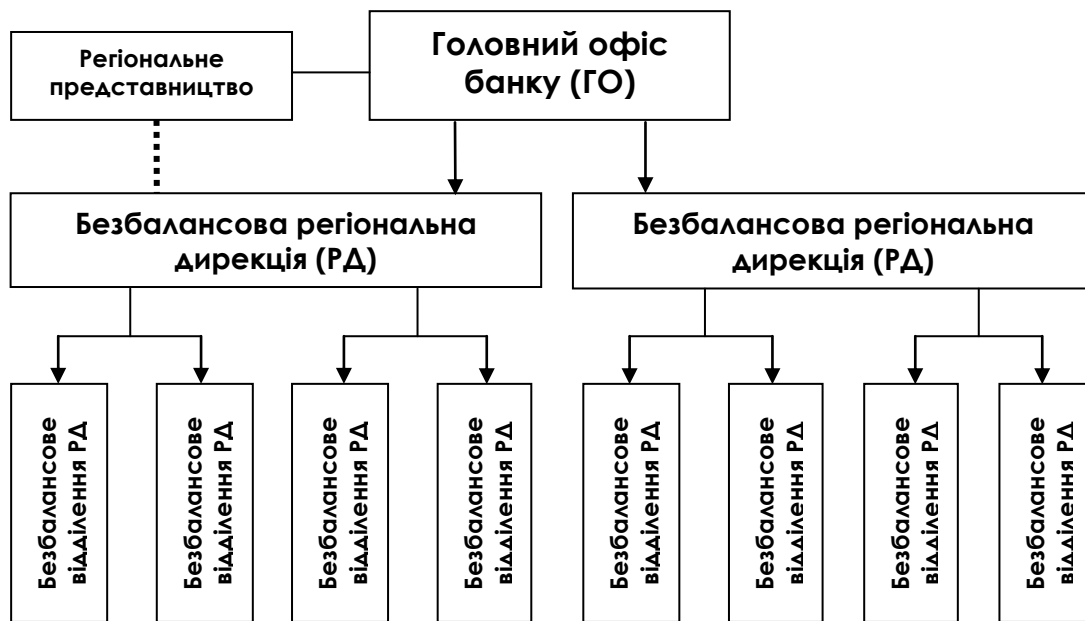 Регіональне
представництво
Головний офіс
банку (ГО)
Безбалансова регіональна
дирекція (РД)
Безбалансова регіональна
дирекція (РД)
Безбалансове
відділення РД
Безбалансове
відділення РД
Безбалансове
відділення РД
Безбалансове
відділення РД
Безбалансове
відділення РД
Безбалансове
відділення РД
Безбалансове
відділення РД
Безбалансове
відділення РД